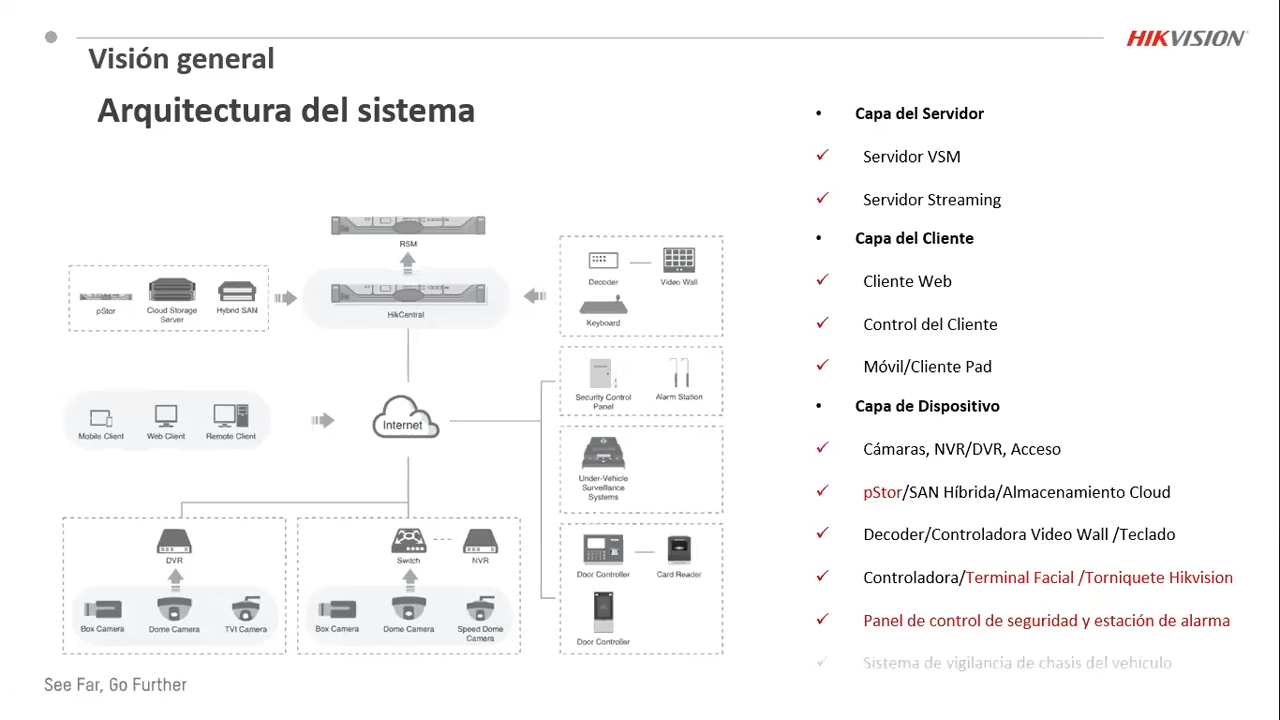 HIKVISION
Visión general
Arquitectura del sistema
RSM
HikCentral
pStor
Cloud Storage
Server
Hybrid SAN
Decoder
Video Wall
Keyboard
Security Control
Panel
Alarm Station
Mobile Client
Web Client
Remote Client
Internet
Under-Vehicle
Surveillance
Systems
DVR
Box Camera
Dome Camera
TVI Camera
Switch
NVR
Box Camera
Dome Camera
Speed Dome
Camera
Door Controller
Card Reader
Door Controller
• Capa del Servidor
✓ Servidor VSM
✓ Servidor Streaming
• Capa del Cliente
✓ Cliente Web
✓ Control del Cliente
✓ Móvil/Cliente Pad
• Capa de Dispositivo
✓ Cámaras, NVR/DVR, Acceso
✓ pStor/SAN Híbrida/Almacenamiento Cloud
✓ Decoder/Controladora Video Wall /Teclado
✓ Controladora/Terminal Facial /Torniquete Hikvision
✓ Panel de control de seguridad y estación de alarma
✓ Sistema de vigilancia de chasis del vehículo
See Far, Go Further